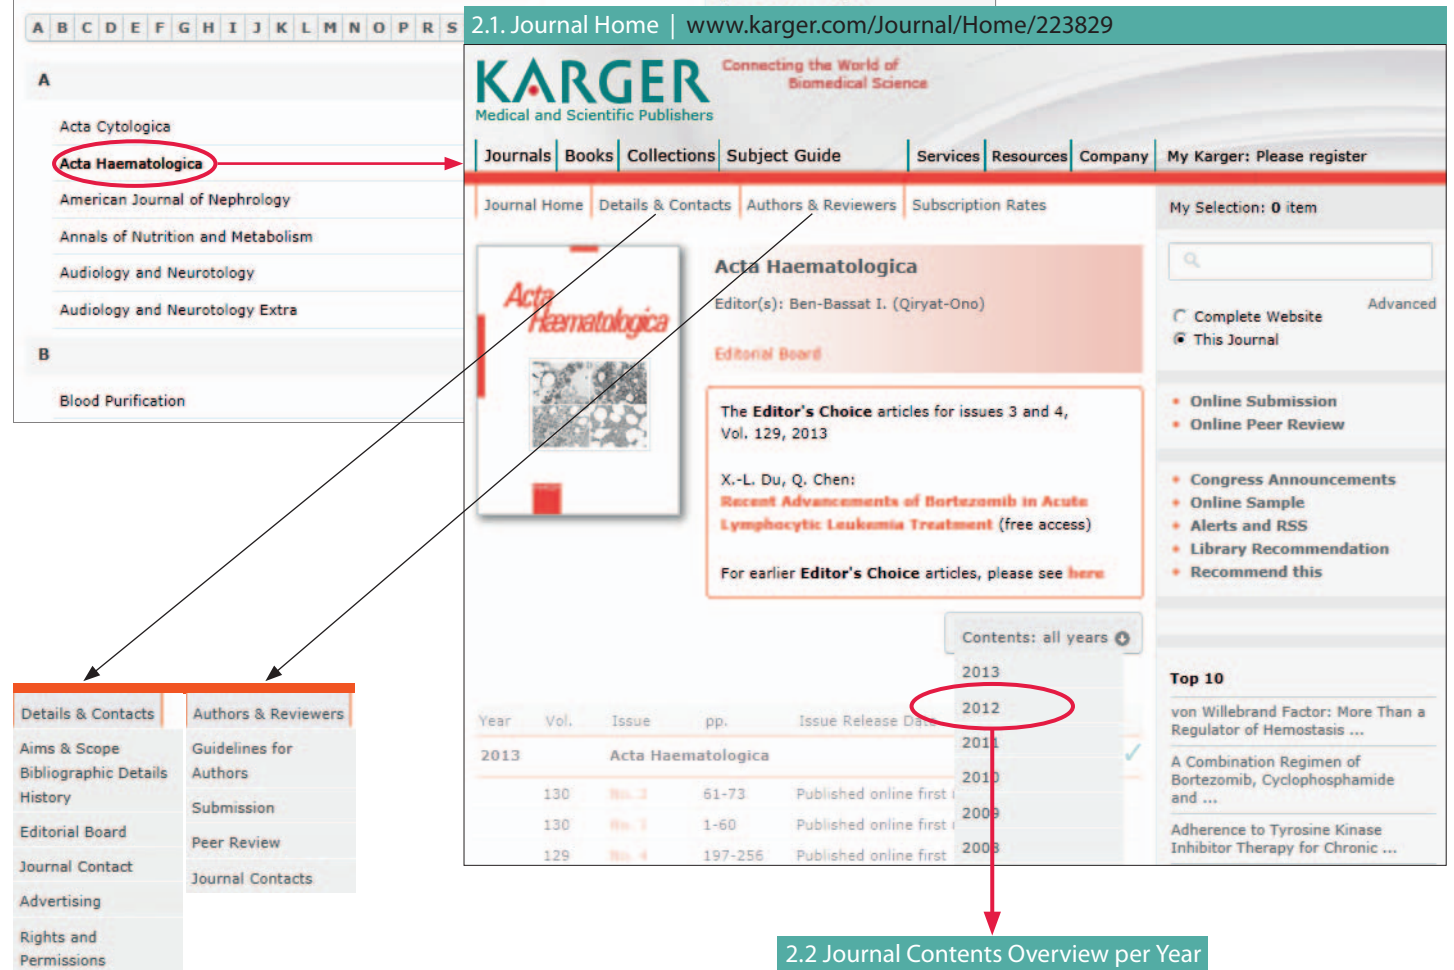 A B C D E F G H I J K L M N O P R S
A
Acta Cytologica
Acta Haematologica
American Journal of Nephrology
Annals of Nutrition and Metabolism
Audiology and Neurotology
Audiology and Neurotology Extra
B
Blood Purification
2.1. Journal Home | www.karger.com/Journal/Home/223829
KARGER
Medical and Scientific Publishers
Connecting the World of
Biomedical Science
Journals Books Collections Subject Guide Services Resources Company My Karger: Please register
Journal Home Details & Contacts Authors & Reviewers Subscription Rates
Acta
Hæmatologica
Acta Haematologica
Editor(s): Ben-Bassat I. (Qiryat-Ono)
Editorial Board
The Editor's Choice articles for issues 3 and 4,
Vol. 129, 2013
X.-L. Du, Q. Chen:
Recent Advancements of Bortezomib in Acute
Lymphocytic Leukemia Treatment (free access)
For earlier Editor's Choice articles, please see here
Contents: all years
2013
2012
2011
2010
2009
2008
Year Vol. Issue pp. Issue Release Date
2013 Acta Haematologica ✓
130 No. 2 61-73 Published online first
130 No. 1 1-60 Published online first
129 No. 4 197-256 Published online first
My Selection: 0 item
Advanced
Complete Website
This Journal
• Online Submission
• Online Peer Review
• Congress Announcements
• Online Sample
• Alerts and RSS
• Library Recommendation
• Recommend this
Top 10
von Willebrand Factor: More Than a
Regulator of Hemostasis ...
A Combination Regimen of
Bortezomib, Cyclophosphamide
and ...
Adherence to Tyrosine Kinase
Inhibitor Therapy for Chronic ...
Details & Contacts
Aims & Scope
Bibliographic Details
History
Editorial Board
Journal Contact
Advertising
Rights and
Permissions
Authors & Reviewers
Guidelines for
Authors
Submission
Peer Review
Journal Contacts
2.2 Journal Contents Overview per Year